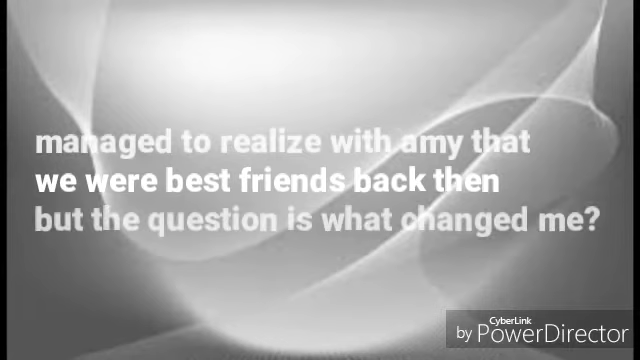 managed to realize with amy that
we were best friends back then
but the question is what changed me?
CyberLink
by PowerDirector